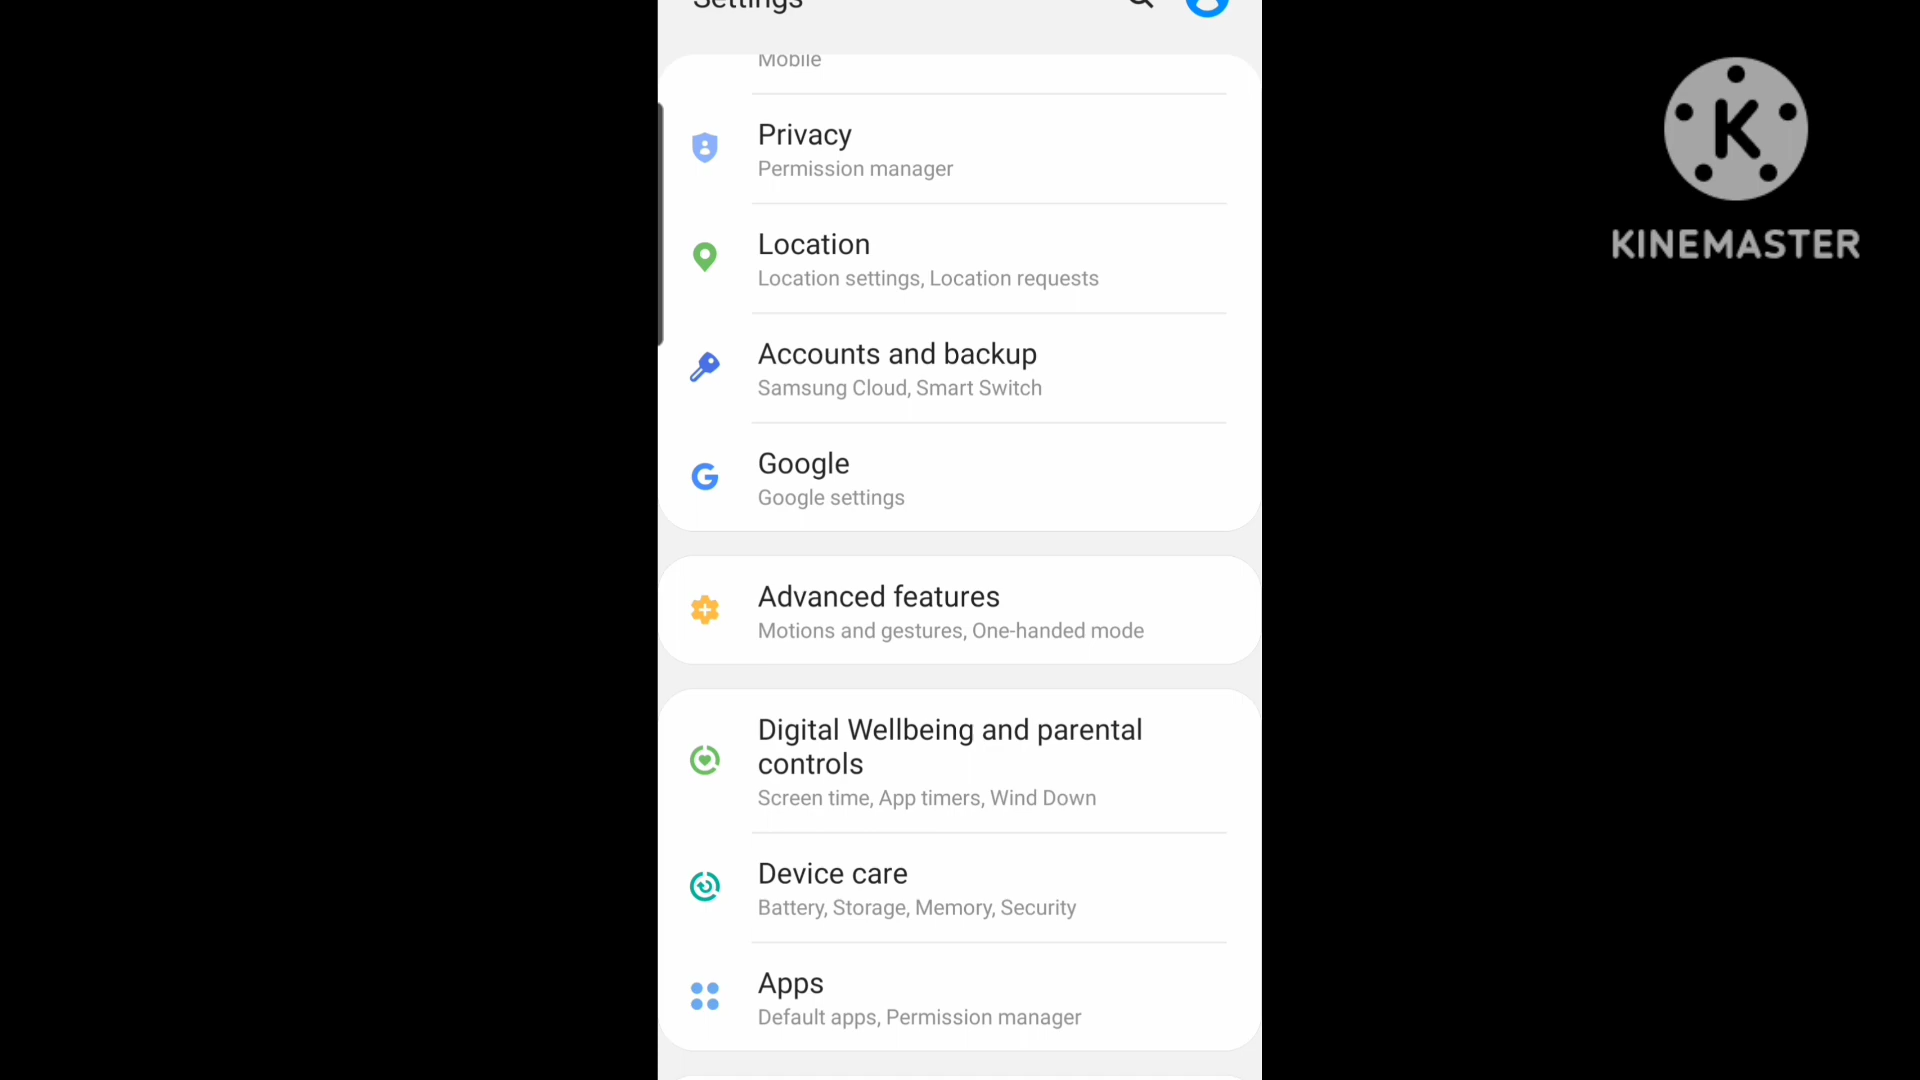 Settings
Mobile
Privacy
Permission manager
Location
Location settings, Location requests
Accounts and backup
Samsung Cloud, Smart Switch
Google
Google settings
Advanced features
Motions and gestures, One-handed mode
Digital Wellbeing and parental
controls
Screen time, App timers, Wind Down
Device care
Battery, Storage, Memory, Security
Apps
Default apps, Permission manager
K
KINEMASTER